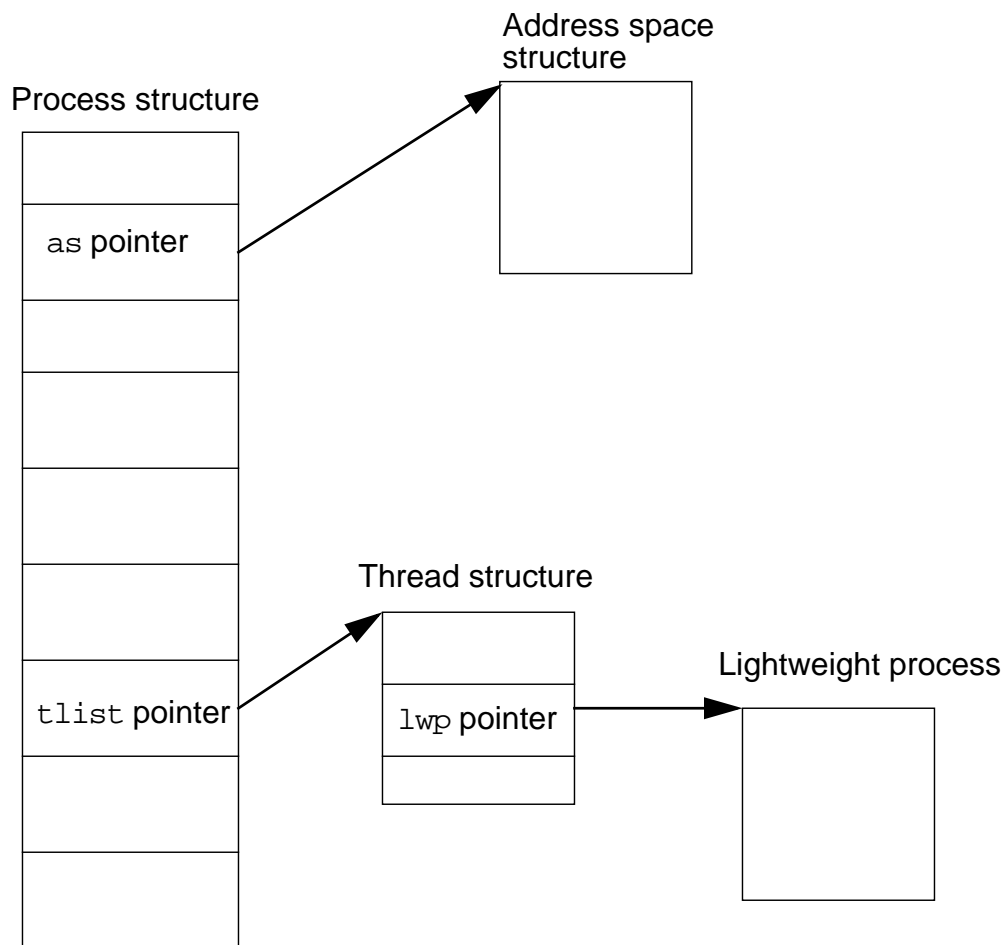 Address space
structure
Process structure
as pointer
Thread structure
Lightweight process
tlist pointer
lwp pointer